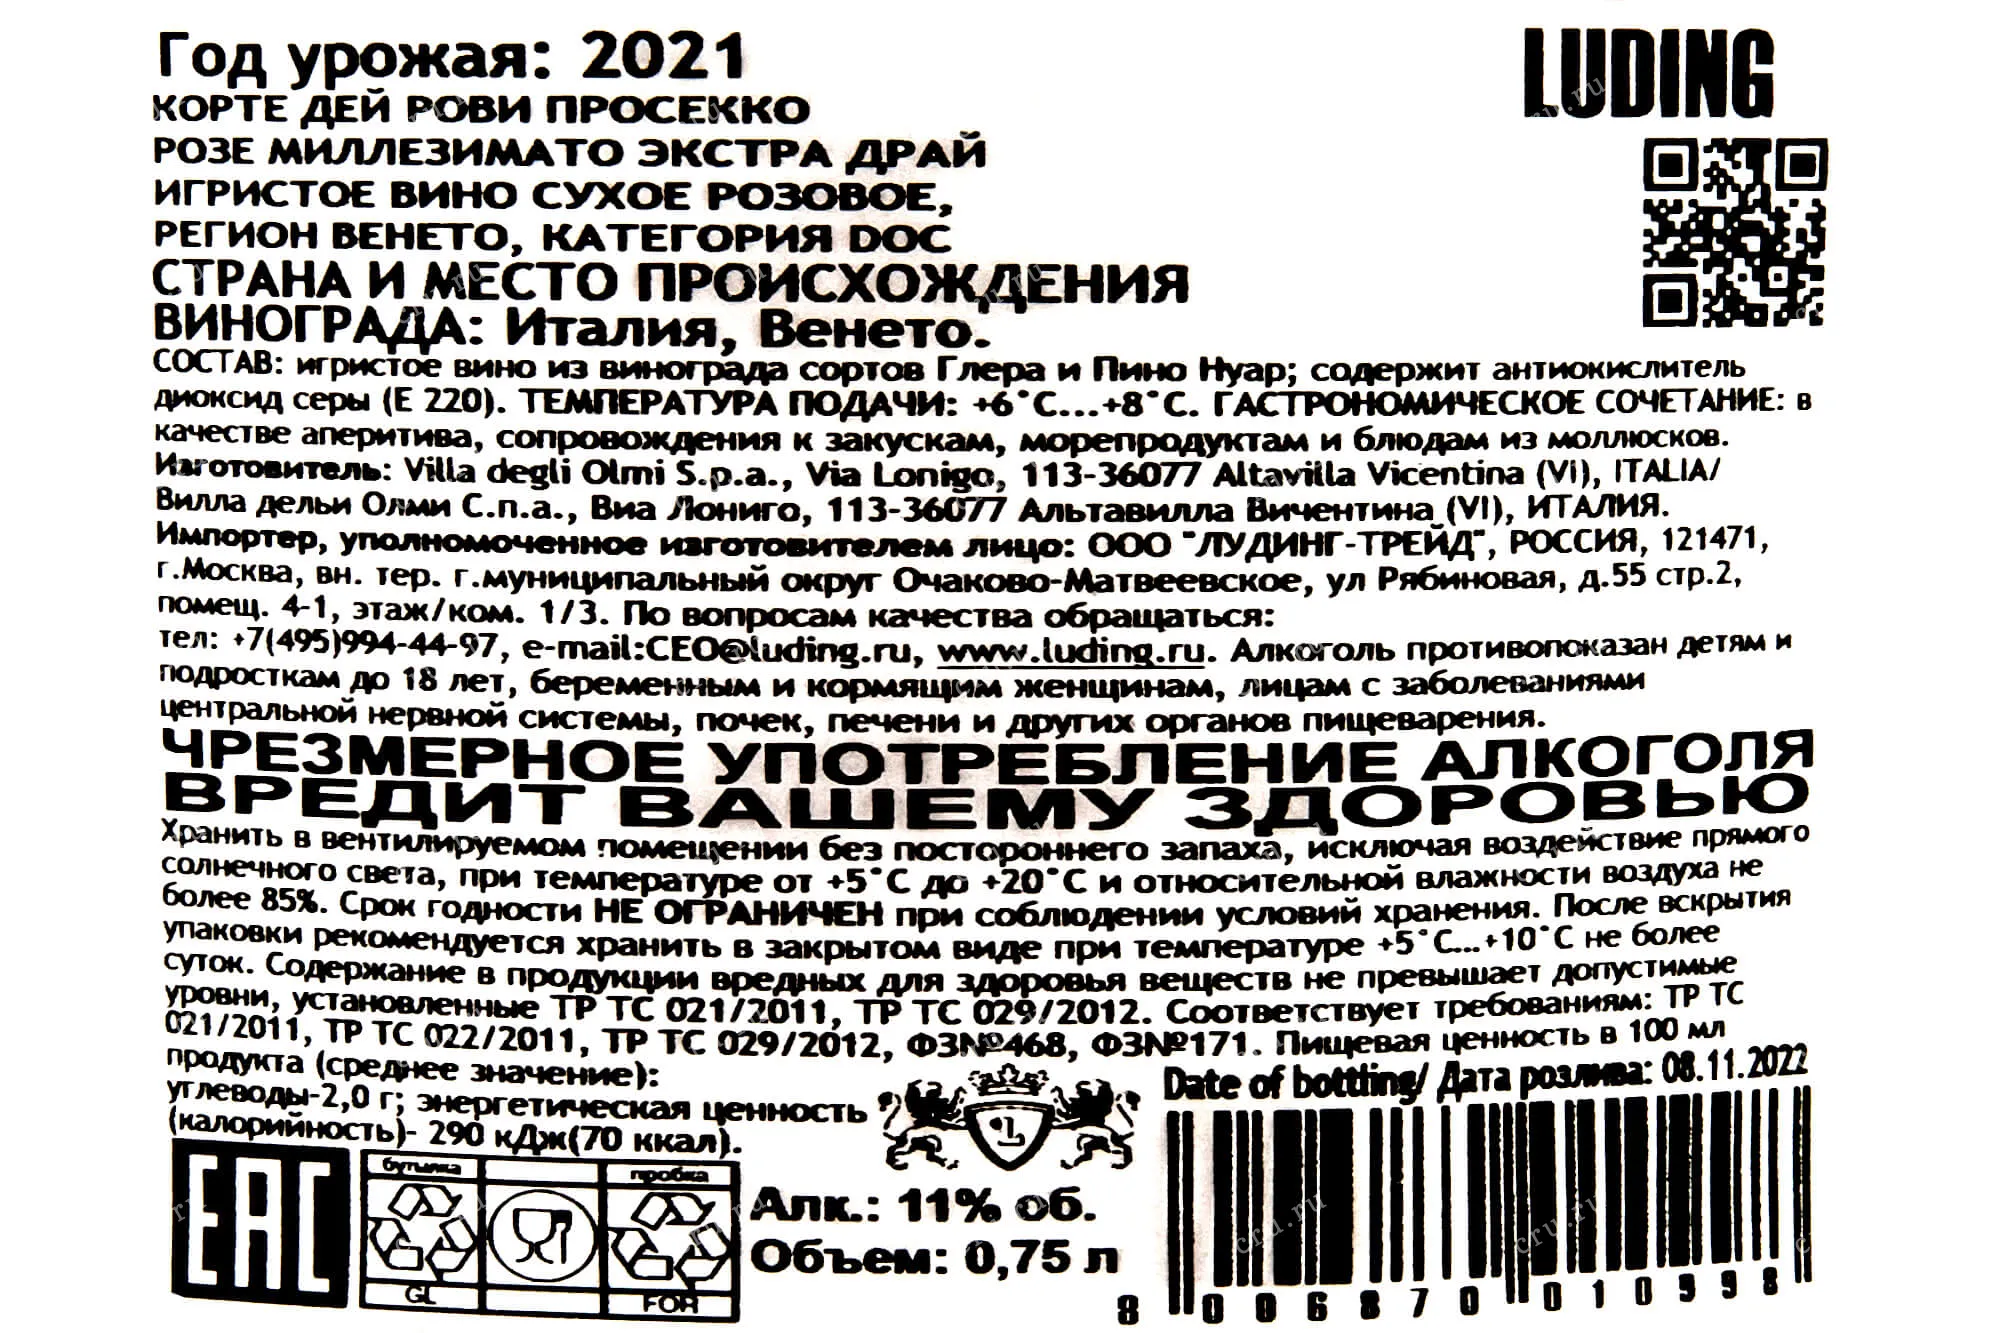 Год урожая: 2021
LUDING
КОРТЕ ДЕЙ РОВИ ПРОСЕККО
РОЗЕ МИЛЛЕЗИМАТО ЭКСТРА ДРАЙ
ИГРИСТОЕ ВИНО СУХОЕ РОЗОВОЕ,
РЕГИОН ВЕНЕТО, КАТЕГОРИЯ DOC
СТРАНА И МЕСТО ПРОИСХОЖДЕНИЯ
ВИНОГРАДА: Италия, Венето.
СОСТАВ: игристое вино из винограда сортов Глера и Пино Нуар; содержит антиокислитель
диоксид серы (Е 220). ТЕМПЕРАТУРА ПОДАЧИ: +6˚С...+8˚С. ГАСТРОНОМИЧЕСКОЕ СОЧЕТАНИЕ: в
качестве аперитива, сопровождения к закускам, морепродуктам и блюдам из моллюсков.
Изготовитель: Villa degli Olmi S.p.a., Via Lonigo, 113-36077 Altavilla Vicentina (VI), ITALIA/
Вилла дельи Олми С.п.а., Виа Лониго, 113-36077 Альтавилла Вичентина (VI), ИТАЛИЯ.
Импортер, уполномоченное изготовителем лицо: ООО "ЛУДИНГ-ТРЕЙД", РОССИЯ, 121471,
г.Москва, вн. тер. г.муниципальный округ Очаково-Матвеевское, ул Рябиновая, д.55 стр.2,
помещ. 4-1, этаж/ком. 1/3. По вопросам качества обращаться:
тел: +7(495)994-44-97, e-mail:CEO@luding.ru, www.luding.ru. Алкоголь противопоказан детям и
подросткам до 18 лет, беременным и кормящим женщинам, лицам с заболеваниями
центральной нервной системы, почек, печени и других органов пищеварения.
ЧРЕЗМЕРНОЕ УПОТРЕБЛЕНИЕ АЛКОГОЛЯ
ВРЕДИТ ВАШЕМУ ЗДОРОВЬЮ
Хранить в вентилируемом помещении без постороннего запаха, исключая воздействие прямого
солнечного света, при температуре от +5˚С до +20˚С и относительной влажности воздуха не
более 85%. Срок годности НЕ ОГРАНИЧЕН при соблюдении условий хранения. После вскрытия
упаковки рекомендуется хранить в закрытом виде при температуре +5˚С...+10˚С не более
суток. Содержание в продукции вредных для здоровья веществ не превышает допустимые
уровни, установленные ТР ТС 021/2011, ТР ТС 029/2012. Соответствует требованиям: ТР ТС
021/2011, ТР ТС 022/2011, ТР ТС 029/2012, ФЗ№468, ФЗ№171. Пищевая ценность в 100 мл
продукта (среднее значение):
углеводы-2,0 г; энергетическая ценность
(калорийность)- 290 кДж(70 ккал).
Date of bottling/ Дата розлива: 08.11.2022
EAC
бутылка
пробка
GL
FOR
Алк.: 11% об.
Объем: 0,75 л
8 006870 010998